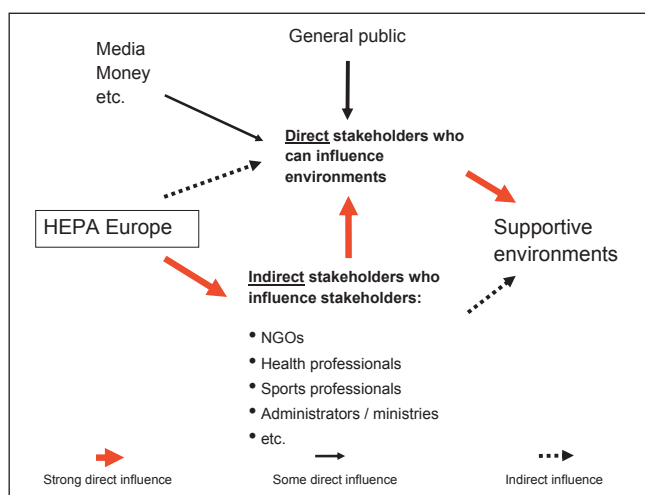 General public
Media
Money
etc.
Direct stakeholders who
can influence
environments
HEPA Europe
Supportive
environments
Indirect stakeholders who
influence stakeholders:
• NGOs
• Health professionals
• Sports professionals
• Administrators / ministries
• etc.
Strong direct influence
Some direct influence
Indirect influence